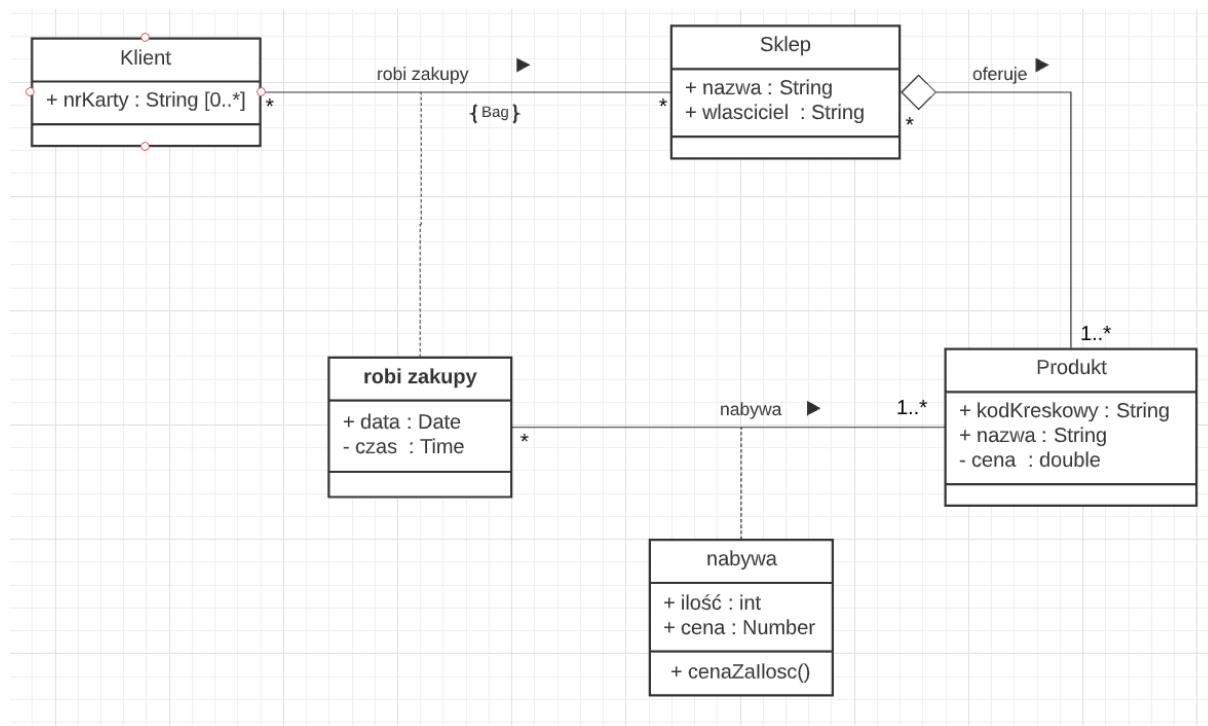 Klient
+ nrKarty : String [0..*]
*
robi zakupy
{Bag}
*
Sklep
+ nazwa : String
+ wlasciciel : String
*
oferuje
1..*
robi zakupy
+ data : Date
- czas : Time
*
nabywa
1..*
Produkt
+ kodKreskowy : String
+ nazwa : String
- cena : double
nabywa
+ ilość : int
+ cena : Number
+ cenaZaIlosc()